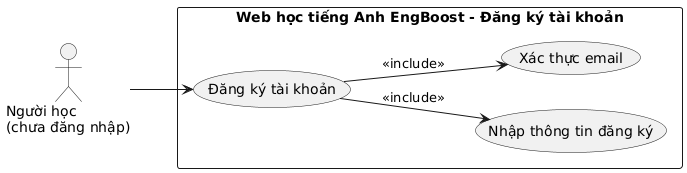 Web học tiếng Anh EngBoost - Đăng ký tài khoản
Người học
(chưa đăng nhập)
Đăng ký tài khoản
«include»
Xác thực email
«include»
Nhập thông tin đăng ký